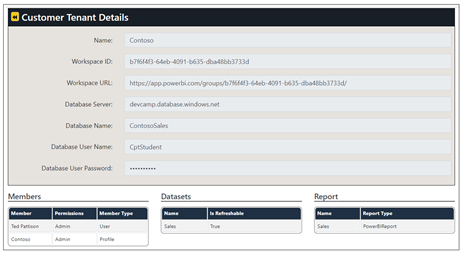 Customer Tenant Details
Name: Contoso
Workspace ID: b7f6f4f3-64eb-4091-b635-dba48bb3733d
Workspace URL: https://app.powerbi.com/groups/b7f6f4f3-64eb-4091-b635-dba48bb3733d/
Database Server: devcamp.database.windows.net
Database Name: ContosoSales
Database User Name: CptStudent
Database User Password: ••••••••••
Members
Member Permissions Member Type
Ted Pattison Admin User
Contoso Admin Profile
Datasets
Name Is Refreshable
Sales True
Report
Name Report Type
Sales PowerBIReport